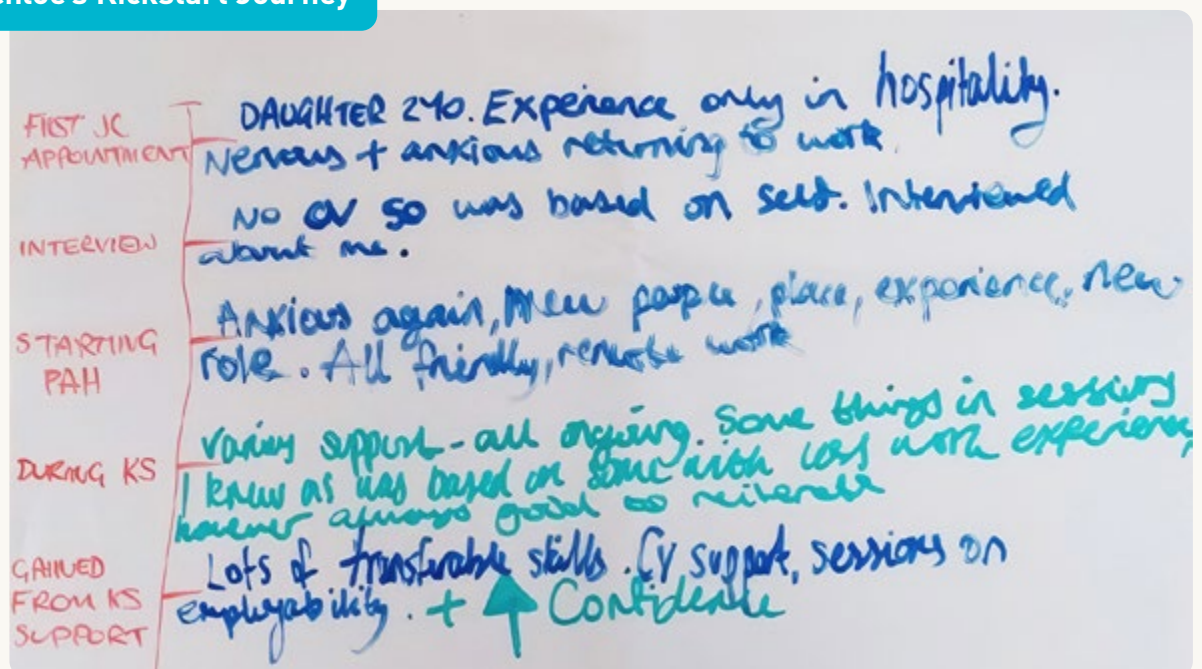 Kickstart Journey
FIRST JC
APPOINTMENT
DAUGHTER 2YO. Experience only in hospitality.
Nervous + anxious returning to work.
INTERVIEW
NO CV SO was based on self. Interviewed
about me.
STARTING
PAH
Anxious again, New people, place, experience, new
role. All friendly, remote work
DURING KS
Varying support - all ongoing. Some things in sessions
I knew as was based on some with less work experience,
however always good to reiterate
GAINED
FROM KS
SUPPORT
Lots of transferable skills. CV support, sessions on
employability. + Confidence